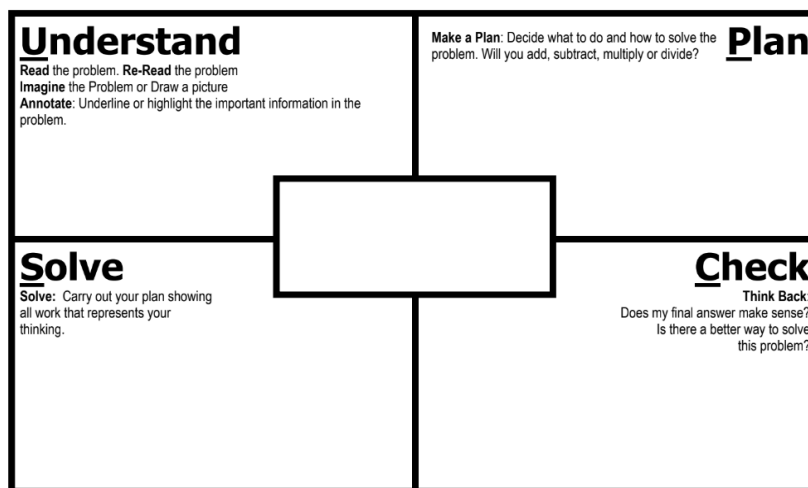 Understand
Read the problem. Re-Read the problem
Imagine the Problem or Draw a picture
Annotate: Underline or highlight the important information in the
problem.
Plan
Make a Plan: Decide what to do and how to solve the
problem. Will you add, subtract, multiply or divide?
Solve
Solve: Carry out your plan showing
all work that represents your
thinking.
Check
Think Back:
Does my final answer make sense?
Is there a better way to solve
this problem?